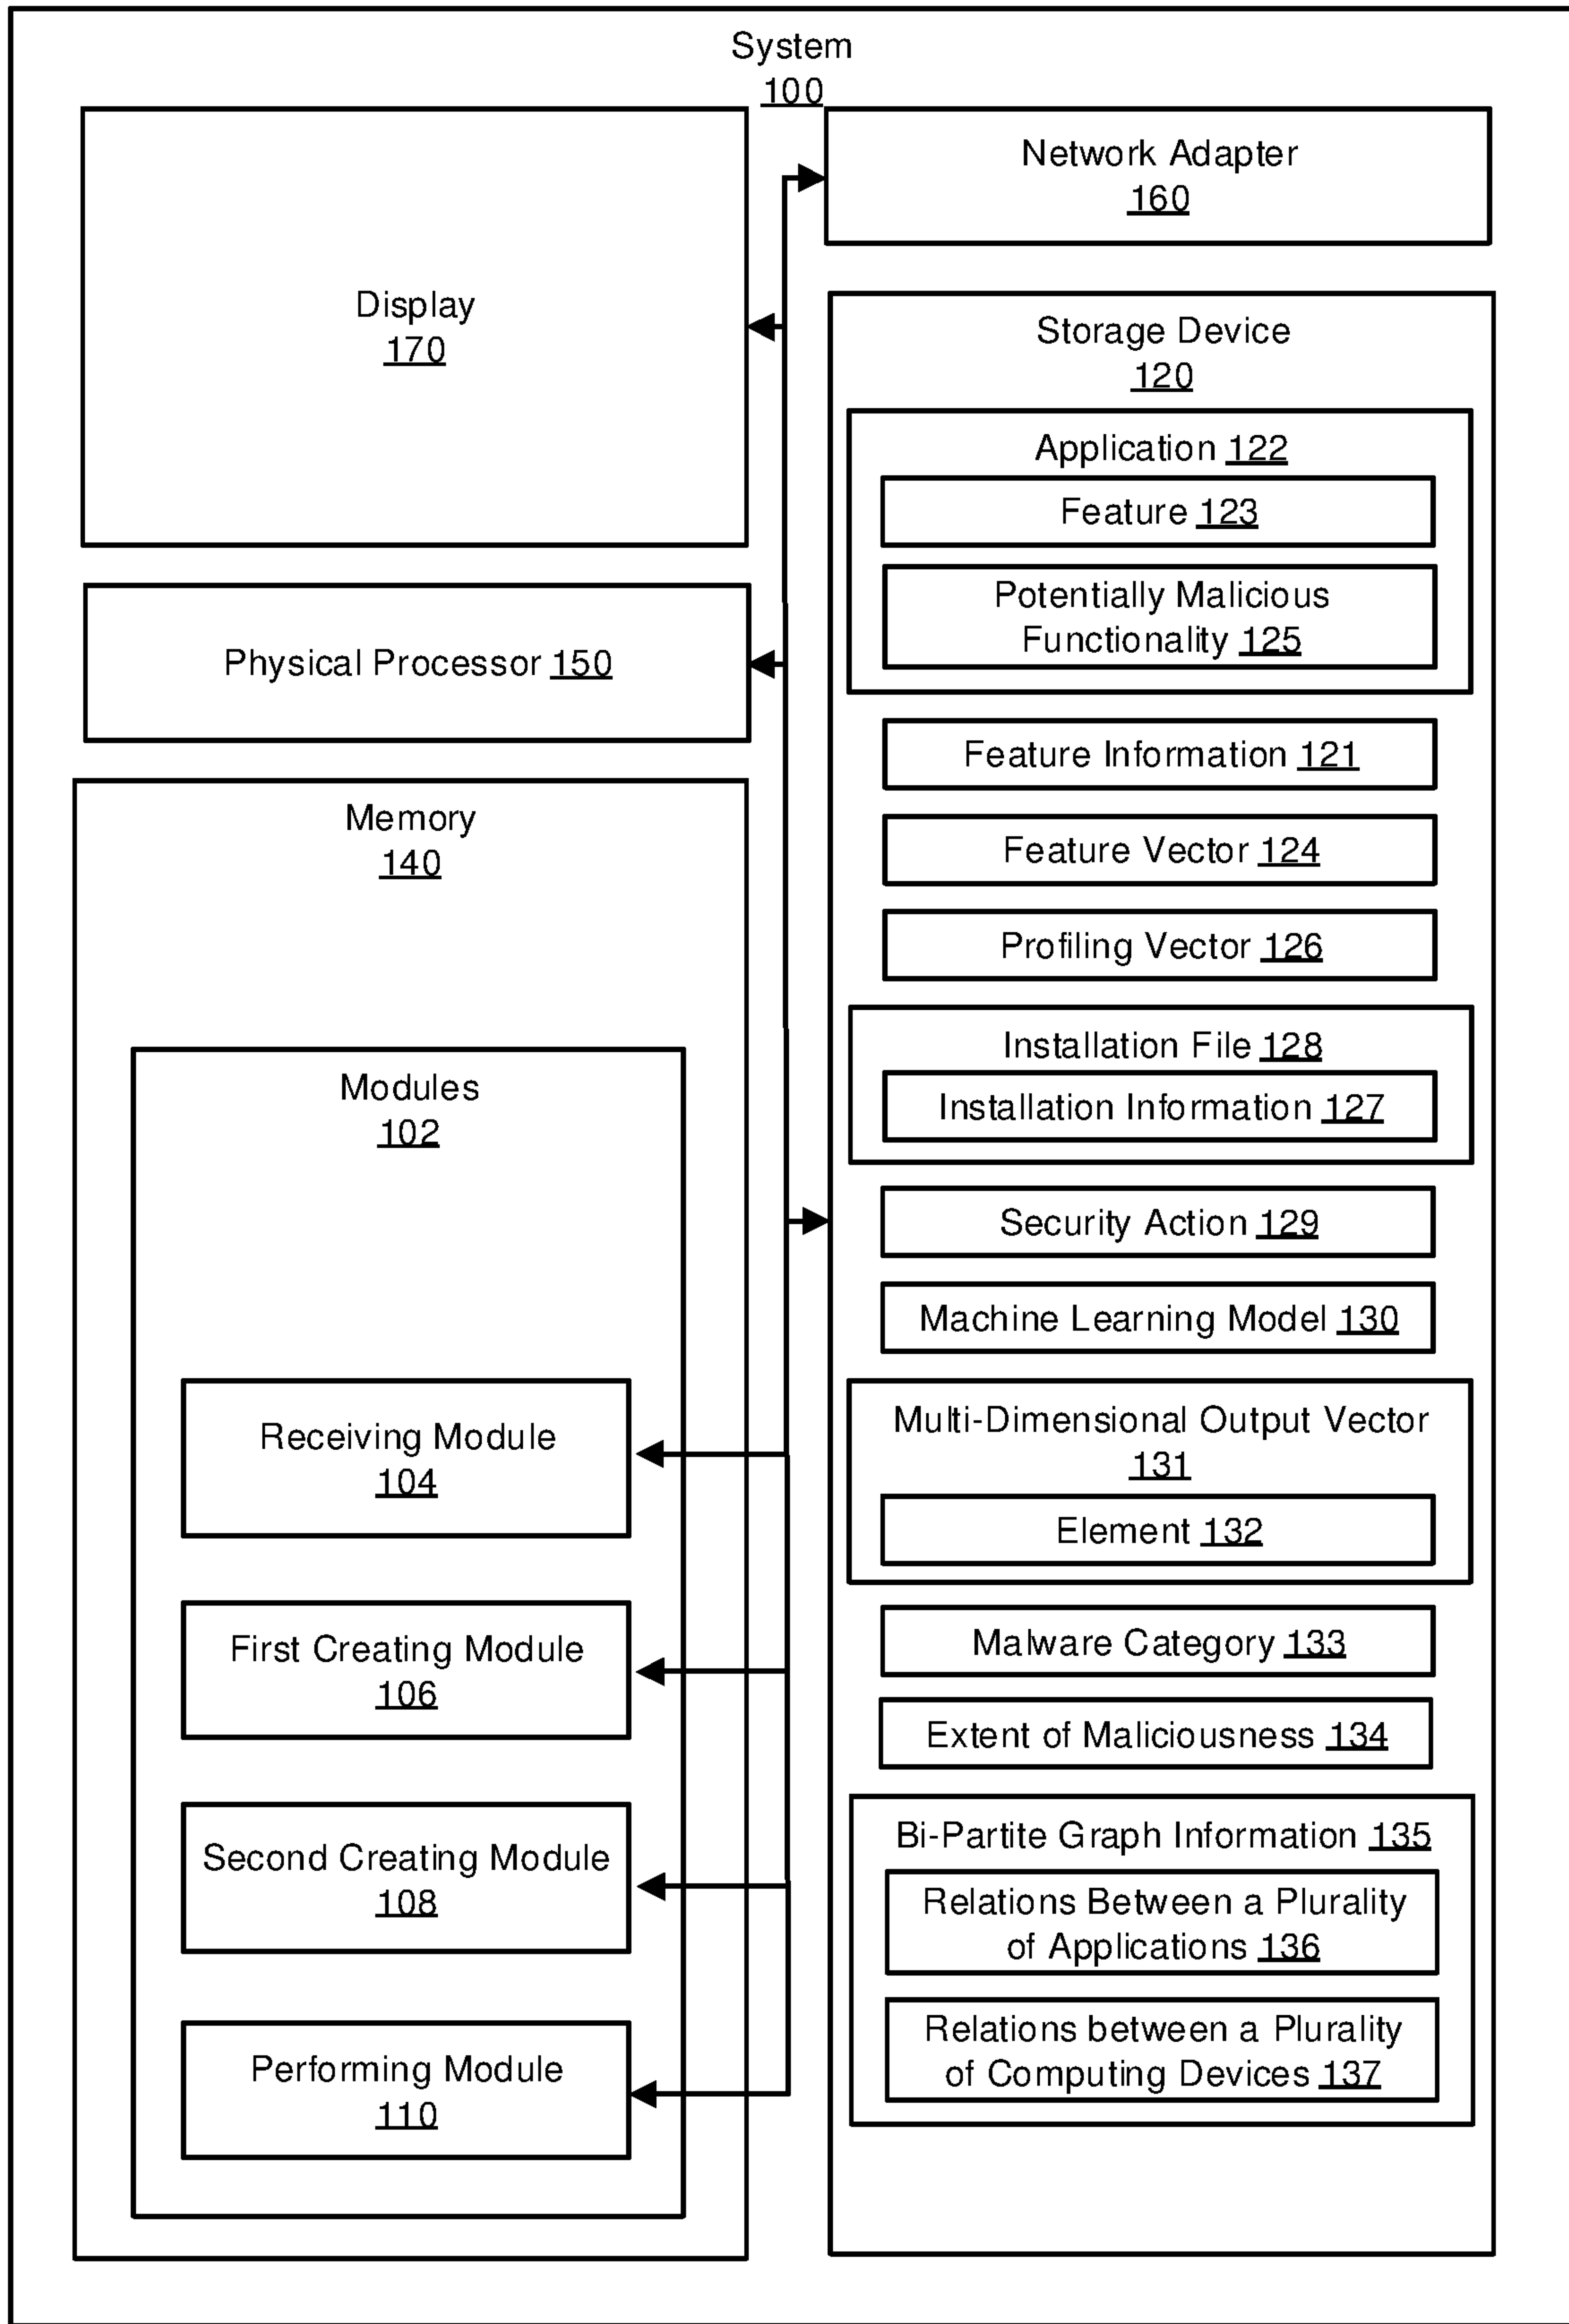 System
100
Display
170
Physical Processor 150
Memory
140
Modules
102
Receiving Module
104
First Creating Module
106
Second Creating Module
108
Performing Module
110
Network Adapter
160
Storage Device
120
Application 122
Feature 123
Potentially Malicious
Functionality 125
Feature Information 121
Feature Vector 124
Profiling Vector 126
Installation File 128
Installation Information 127
Security Action 129
Machine Learning Model 130
Multi-Dimensional Output Vector
131
Element 132
Malware Category 133
Extent of Maliciousness 134
Bi-Partite Graph Information 135
Relations Between a Plurality
of Applications 136
Relations between a Plurality
of Computing Devices 137